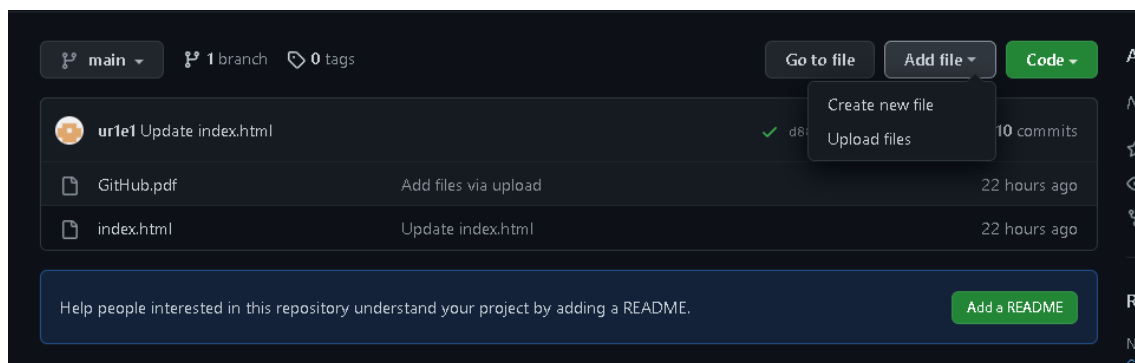 main 1 branch 0 tags Go to file Add file Code
Create new file
ur1e1 Update index.html 10 commits
Upload files
GitHub.pdf Add files via upload 22 hours ago
index.html Update index.html 22 hours ago
Help people interested in this repository understand your project by adding a README. Add a README